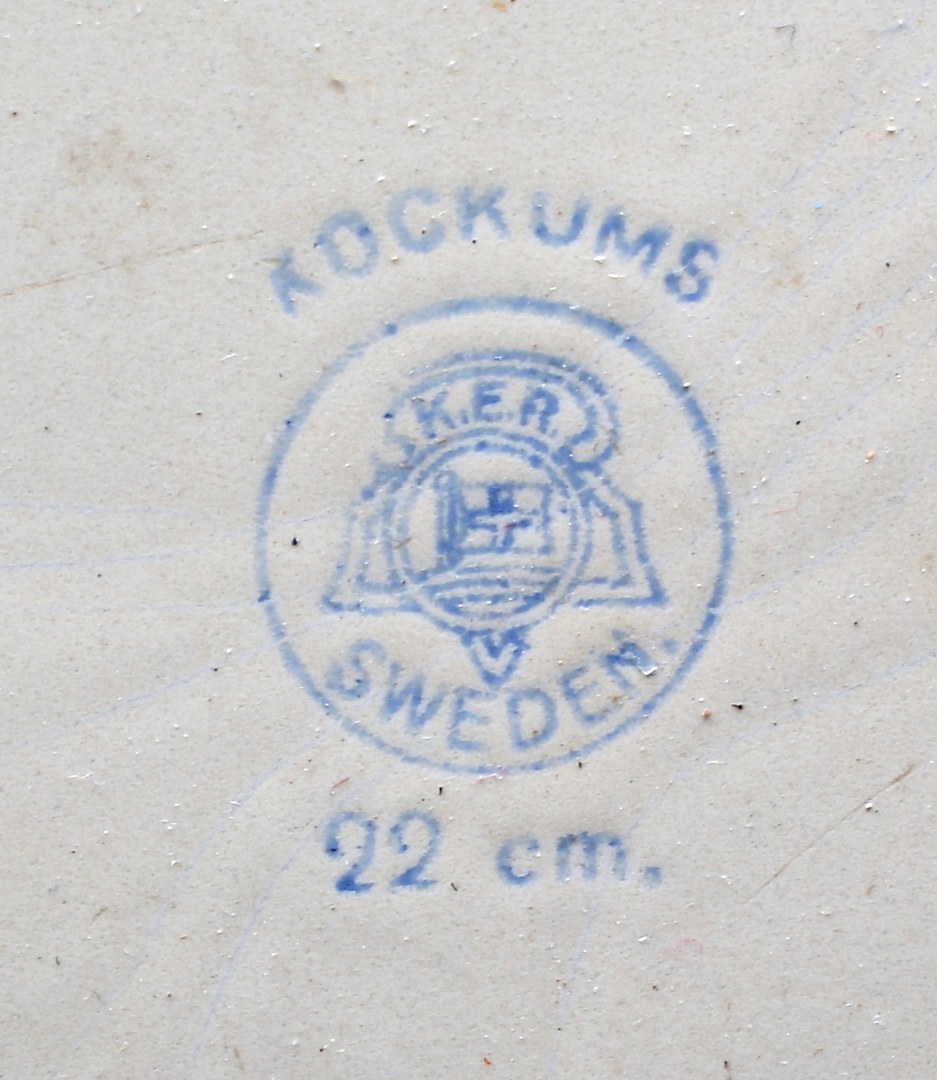 KOCKUMS
K.E.R.
SWEDEN.
22 cm.